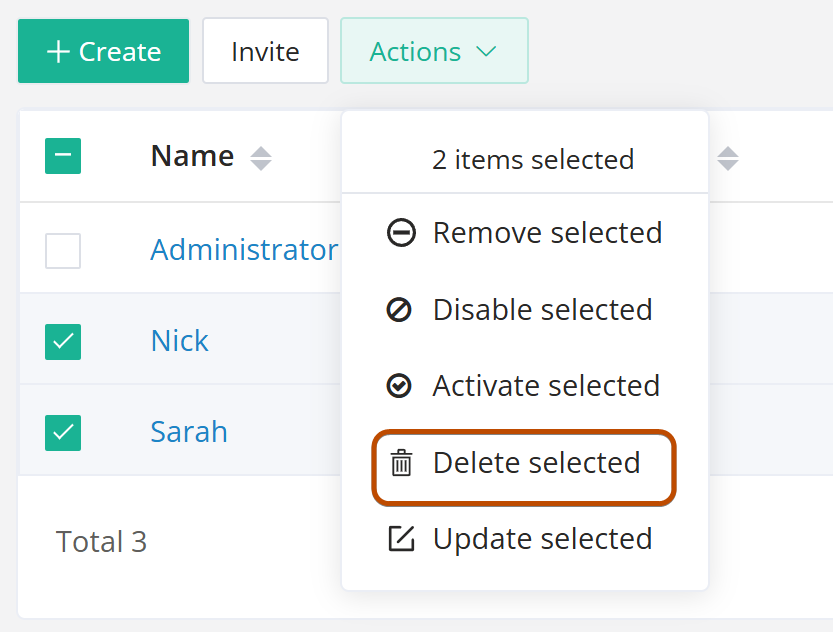 Create Invite Actions
Name
2 items selected
Administrator
Remove selected
Disable selected
Nick
Activate selected
Sarah
Delete selected
Total 3
Update selected